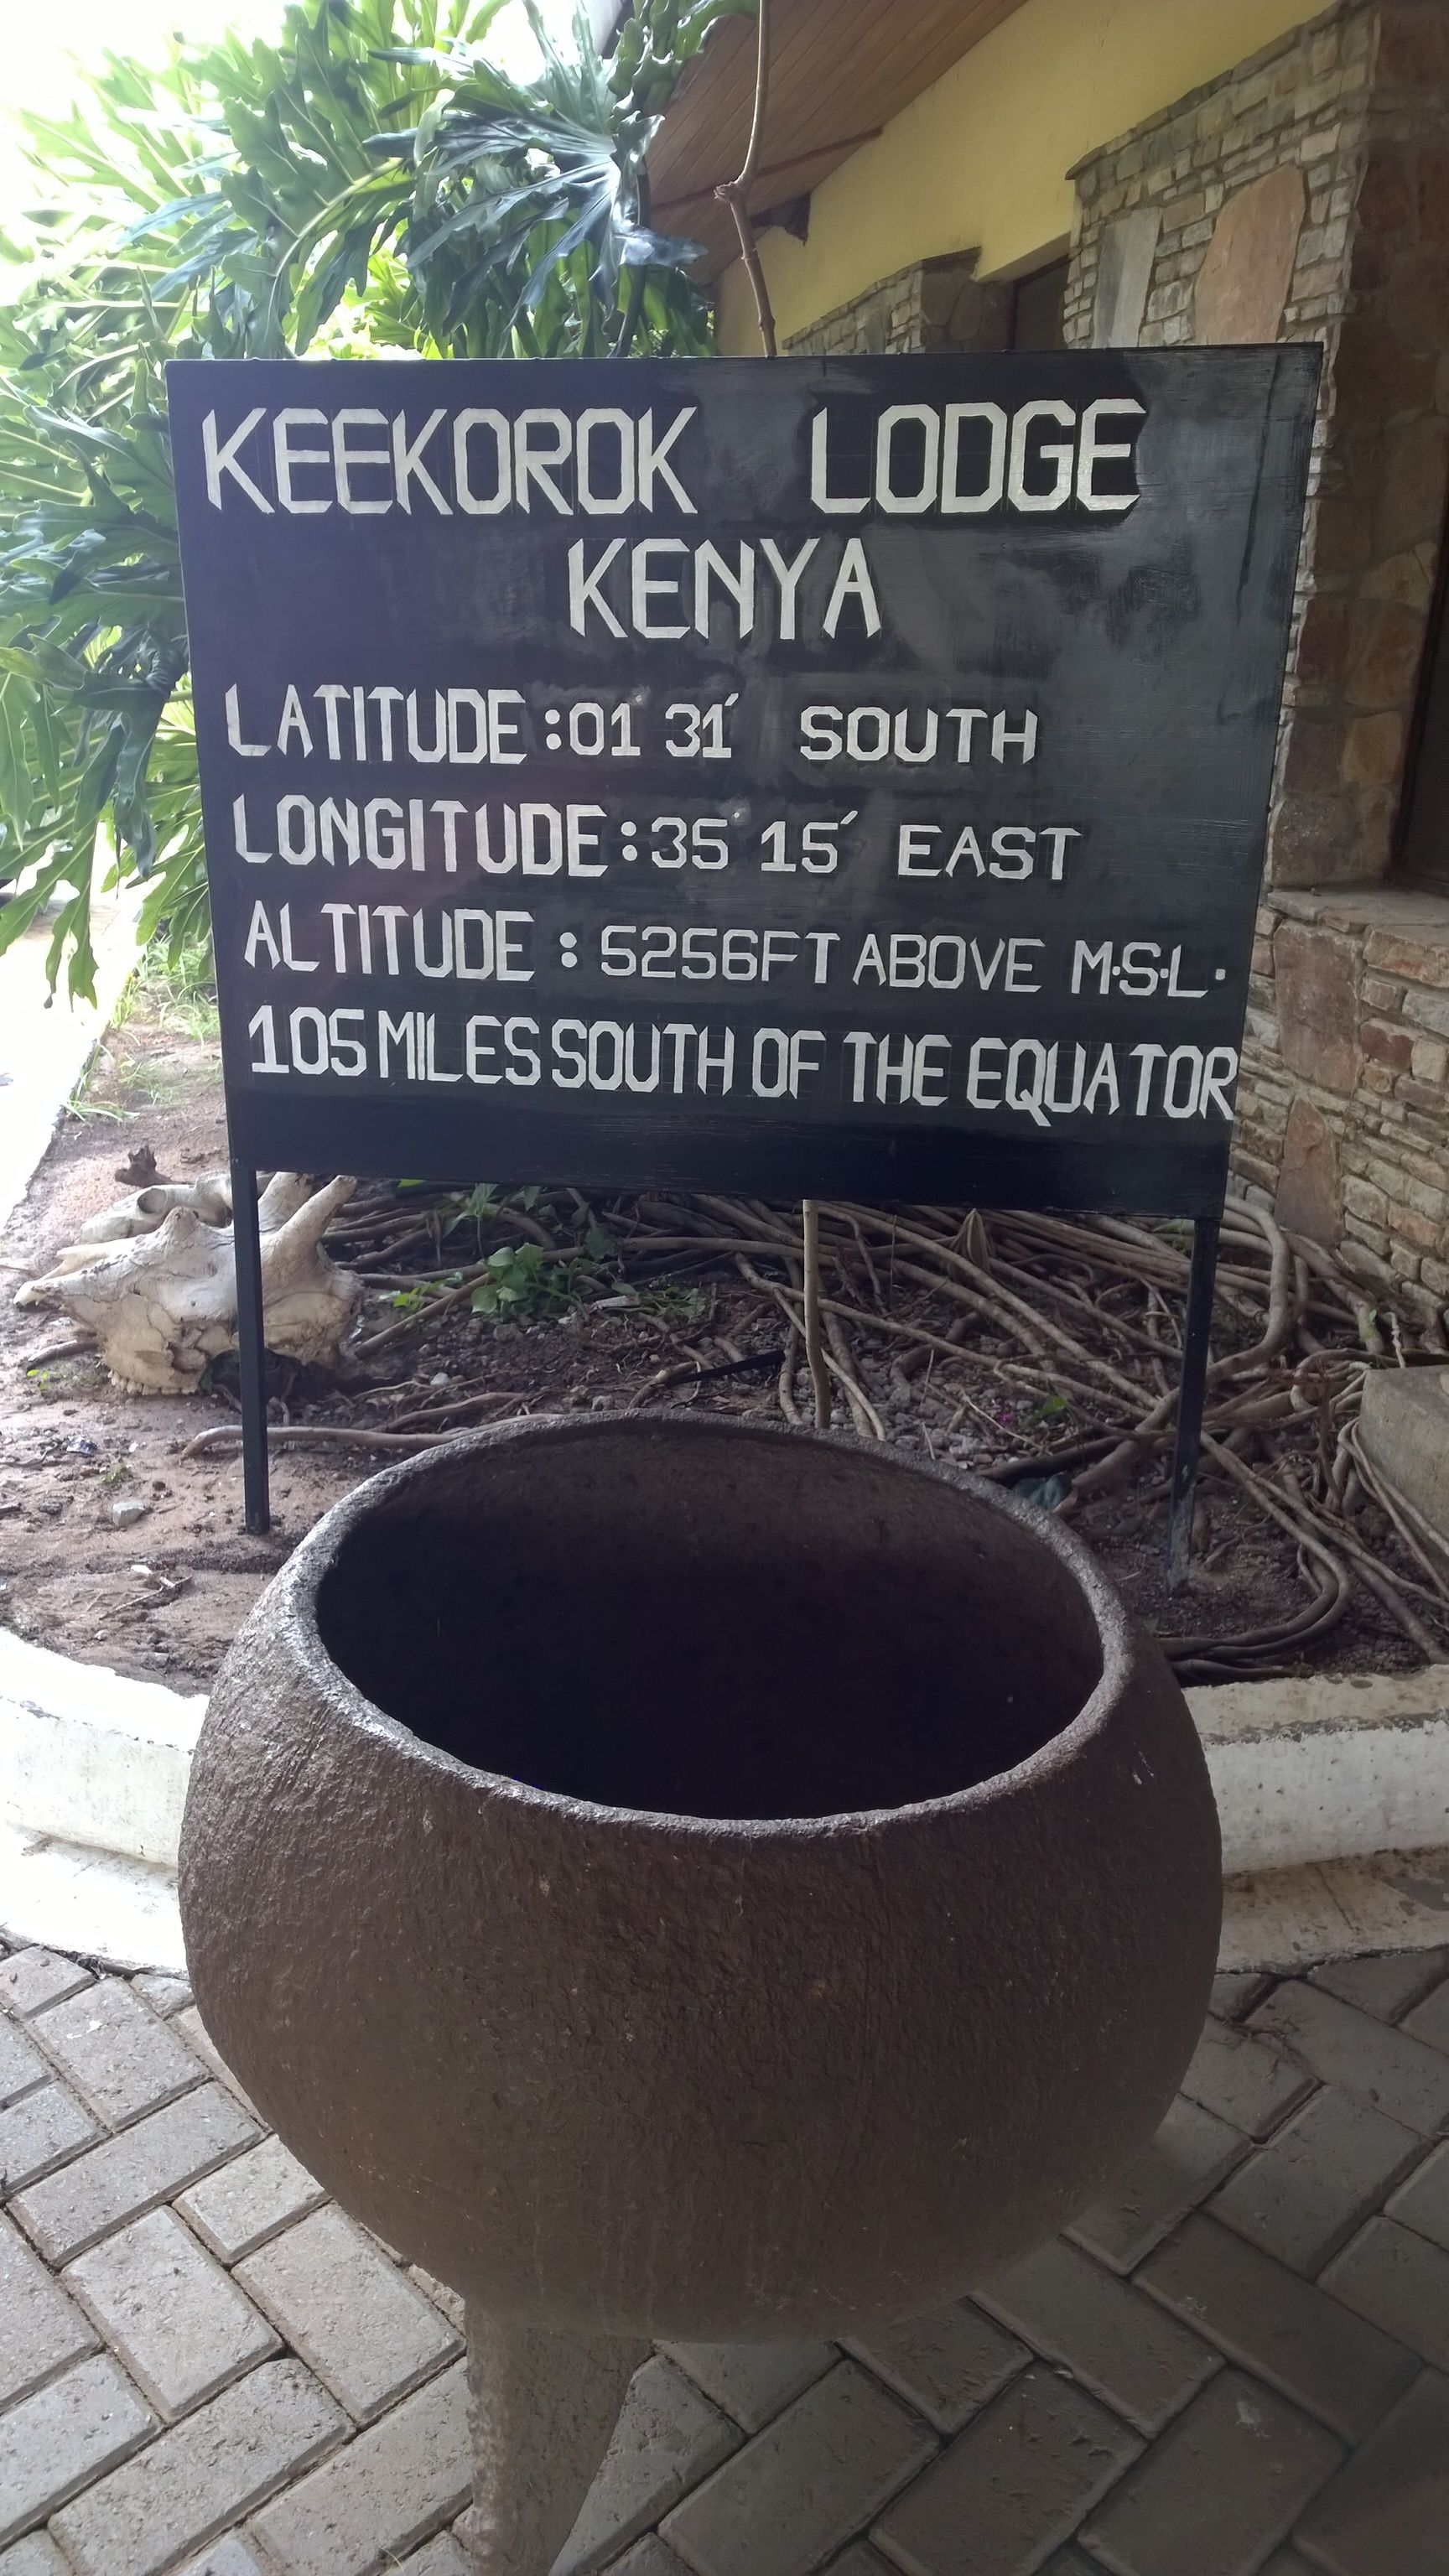 KEEKOROK LODGE
KENYA
LATITUDE :01° 31′ SOUTH
LONGITUDE :35° 15′ EAST
ALTITUDE : 5256FT ABOVE M.S.L.
105 MILES SOUTH OF THE EQUATOR